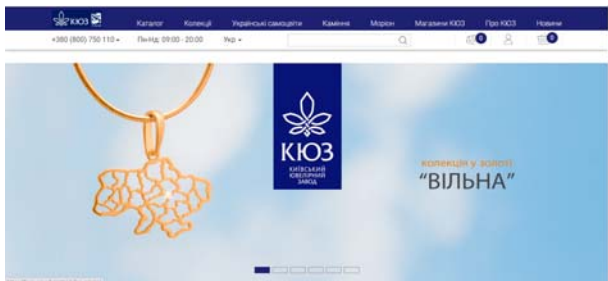 КЮЗ Каталог Колекції Українські самоцвіти Каміння Моріон Магазини КЮЗ Про КЮЗ Новини
+380 (800) 750 110 Пн-Нд: 09:00 - 20:00 Укр 0 0
КЮЗ
КИЇВСЬКИЙ
ЮВЕЛІРНИЙ
ЗАВОД
колекція у золоті
“ВІЛЬНА”